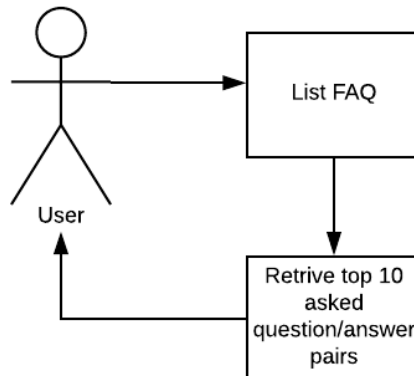 List FAQ
User
Retrive top 10
asked
question/answer
pairs